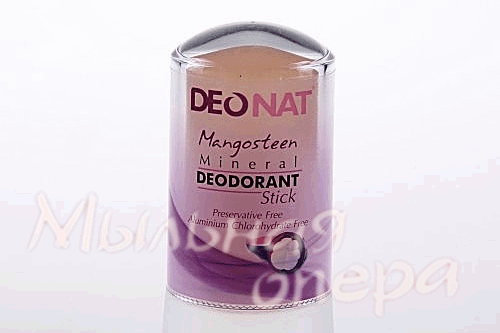 DEONAT
Mangosteen
Mineral
DEODORANT
Stick
Preservative Free
Aluminium Chlorohydrate Free
Мыльная
опера